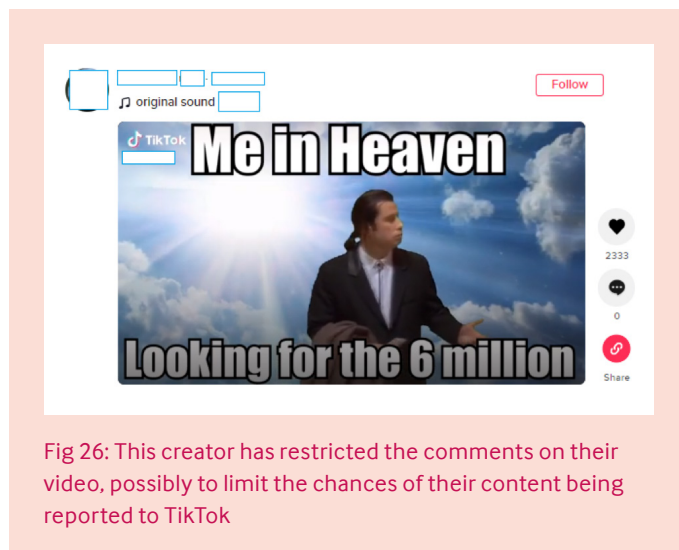 original sound
Follow
TikTok
Me in Heaven
Looking for the 6 million
2333
0
Share
Fig 26: This creator has restricted the comments on their
video, possibly to limit the chances of their content being
reported to TikTok